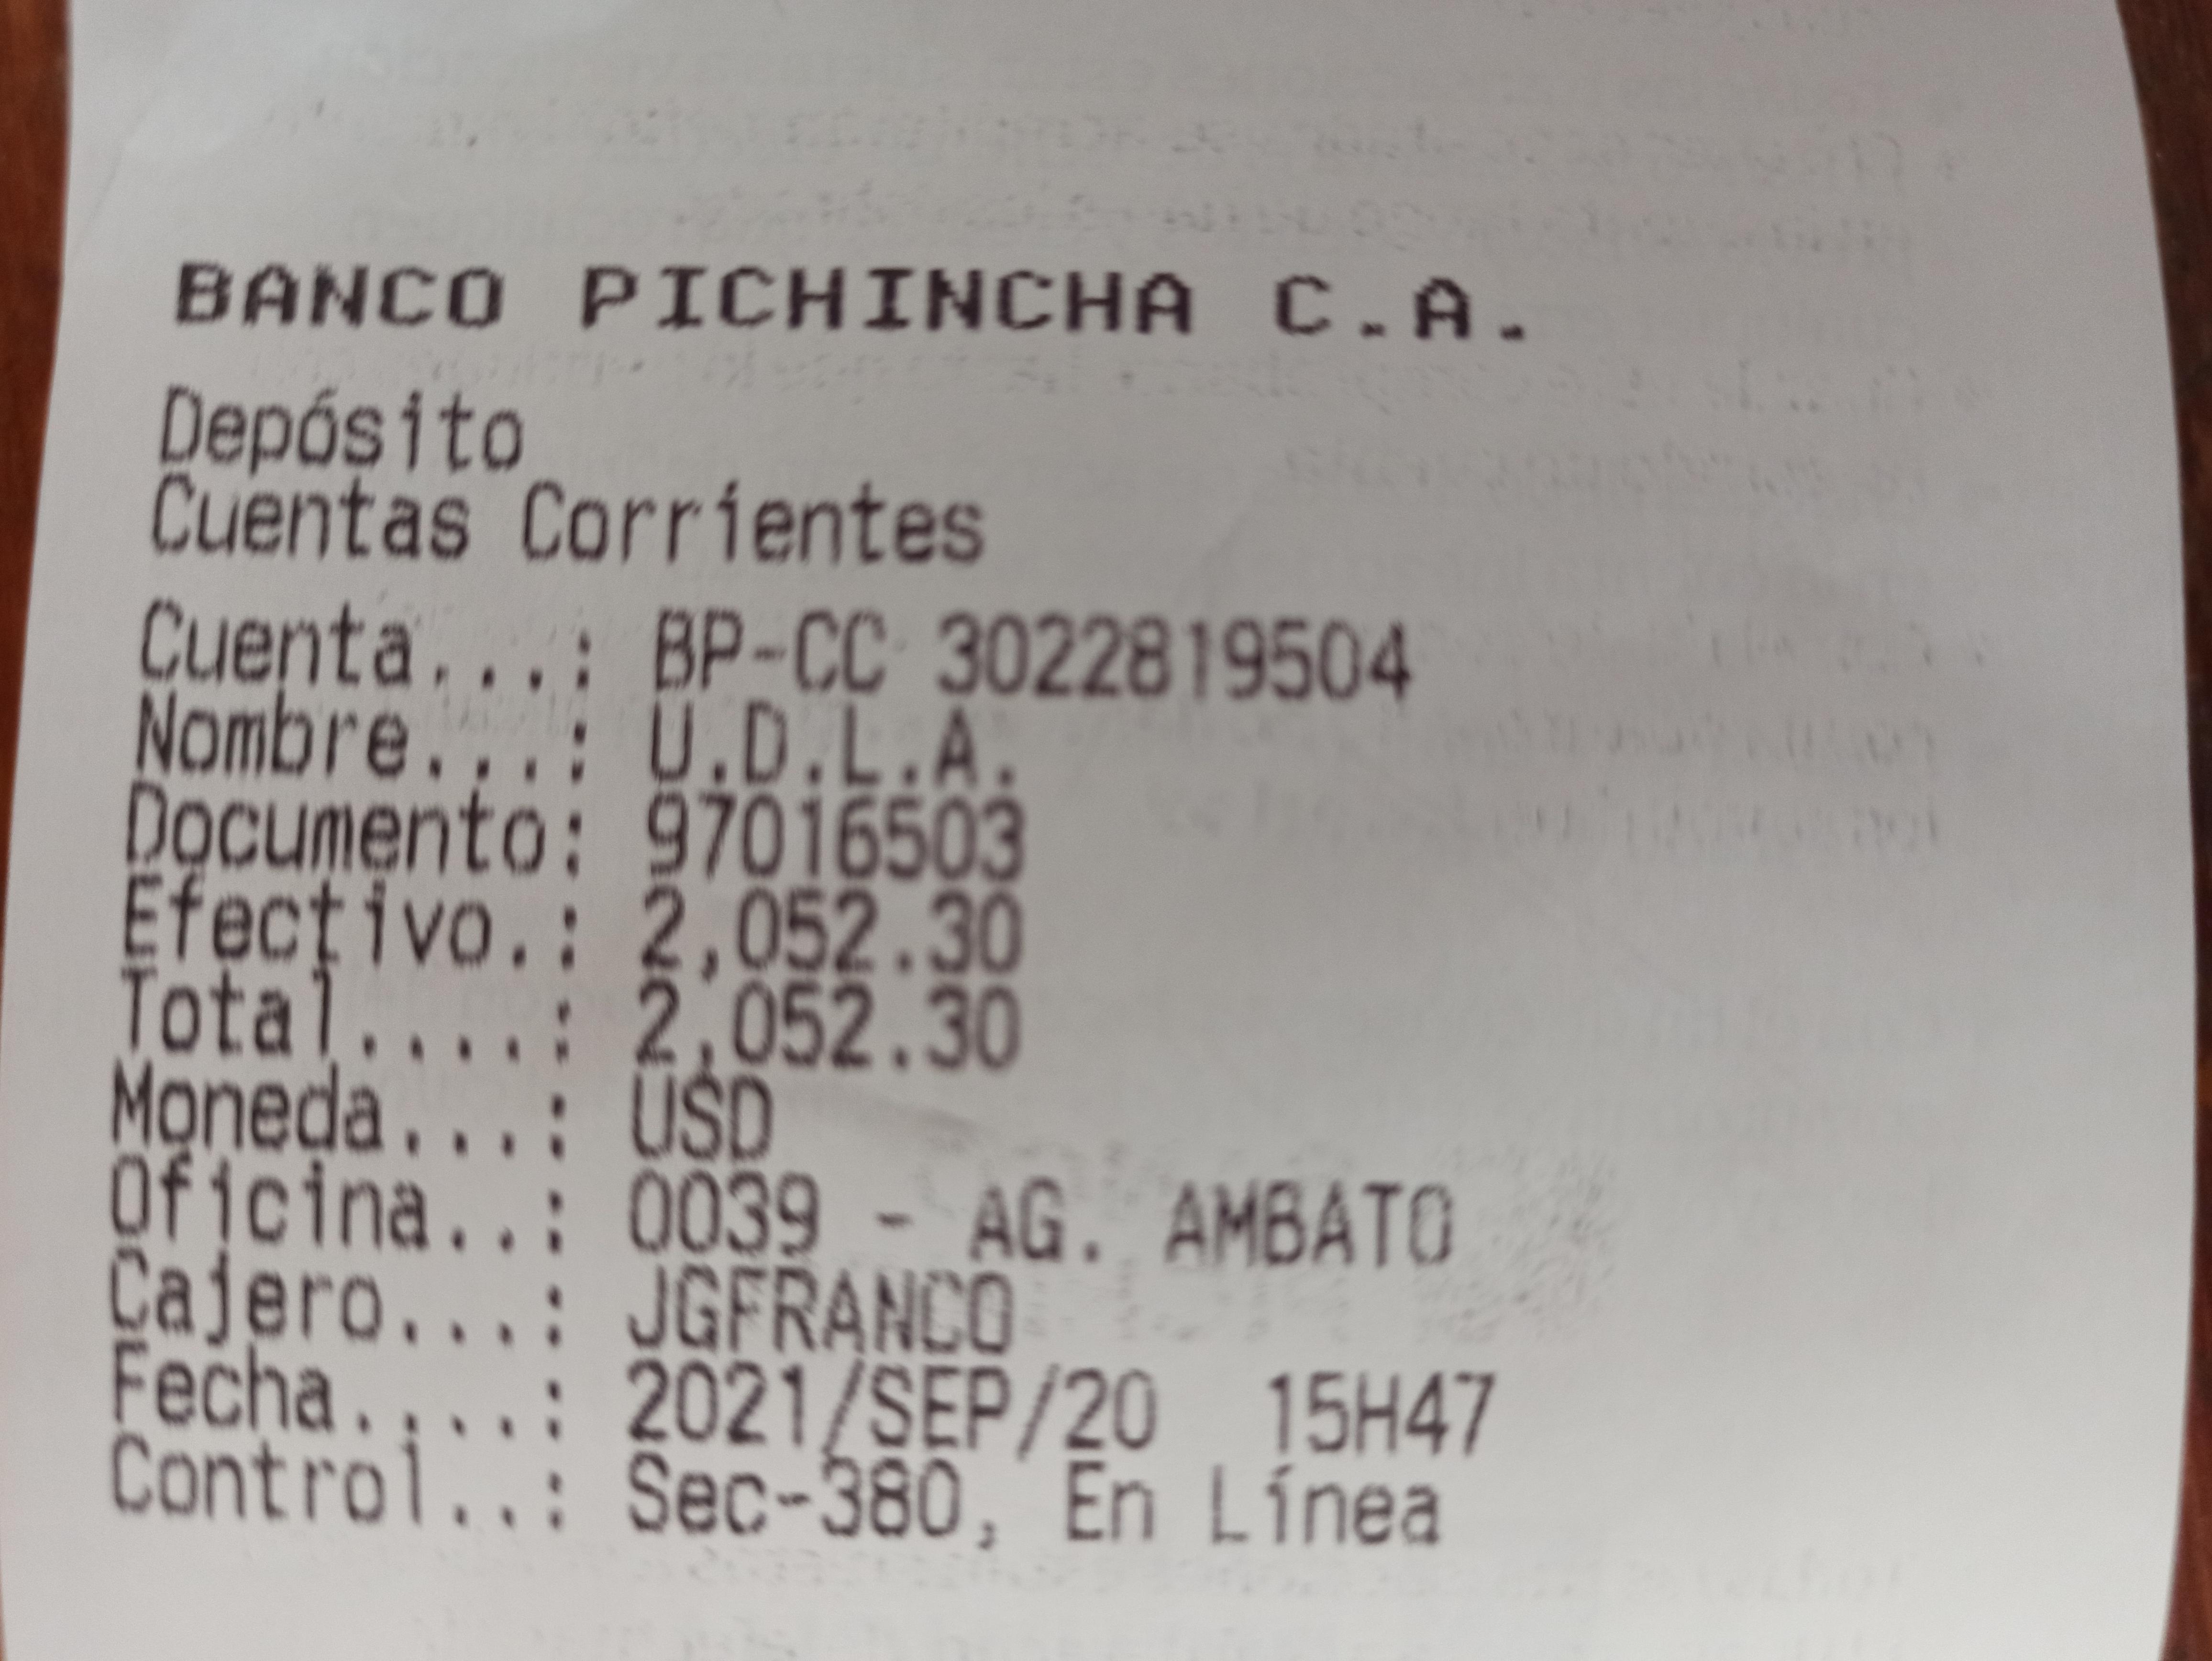 BANCO PICHINCHA C.A.
Depósito
Cuentas Corrientes
Cuenta...: BP-CC 3022819504
Nombre...: U.D.L.A.
Documento: 97016503
Efectivo.: 2,052.30
Total....: 2,052.30
Moneda...: USD
Oficina..: 0039 - AG. AMBATO
Cajero...: JGFRANCO
Fecha....: 2021/SEP/20 15H47
Control..: Sec-380, En Línea